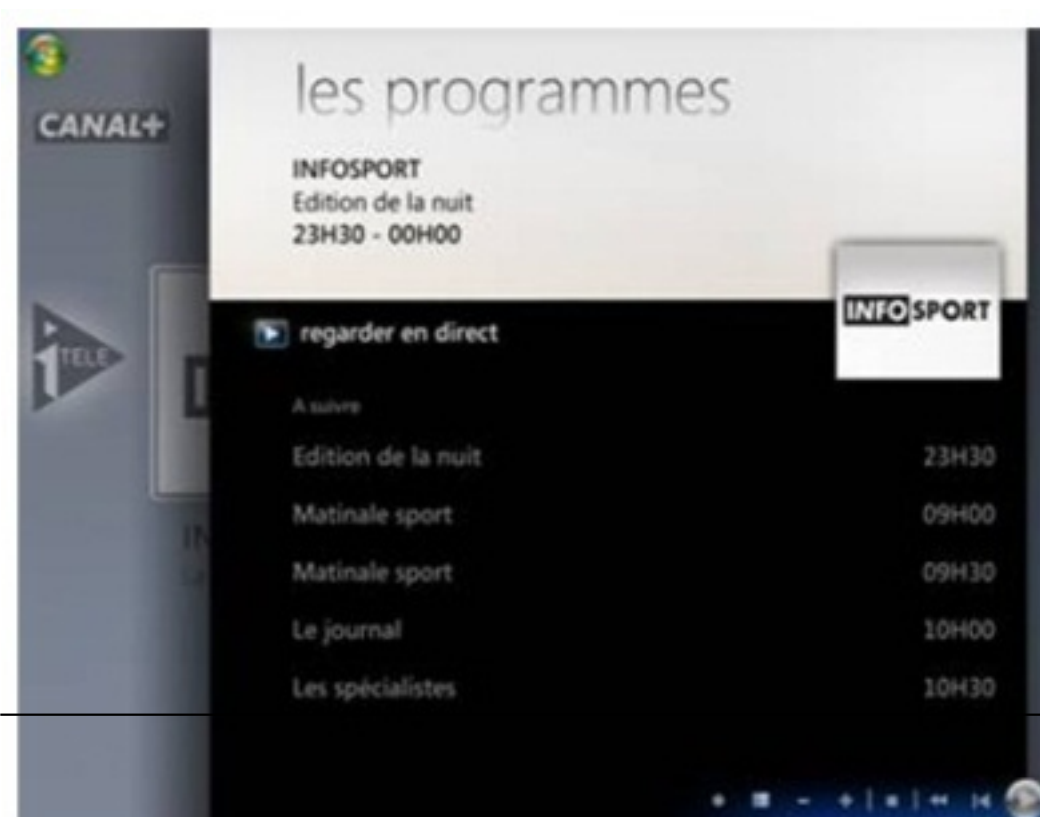 CANAL+
les programmes
INFOSPORT
Edition de la nuit
23H30 - 00H00
INFOSPORT
regarder en direct
i TELE
A suivre
Edition de la nuit 23H30
Matinale sport 09H00
Matinale sport 09H30
Le journal 10H00
Les spécialistes 10H30